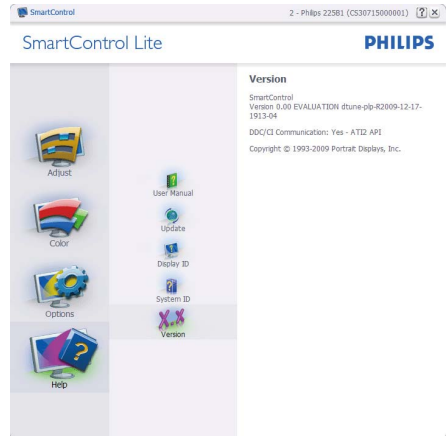 SmartControl
2 - Philips 225B1 (CS30715000001)
SmartControl Lite
PHILIPS
Version
SmartControl
Version 0.00 EVALUATION dtune-plp-R2009-12-17-
1913-04
DDC/CI Communication: Yes - ATI2 API
Copyright © 1993-2009 Portrait Displays, Inc.
Adjust
Color
Options
Help
User Manual
Update
Display ID
System ID
X.X
Version